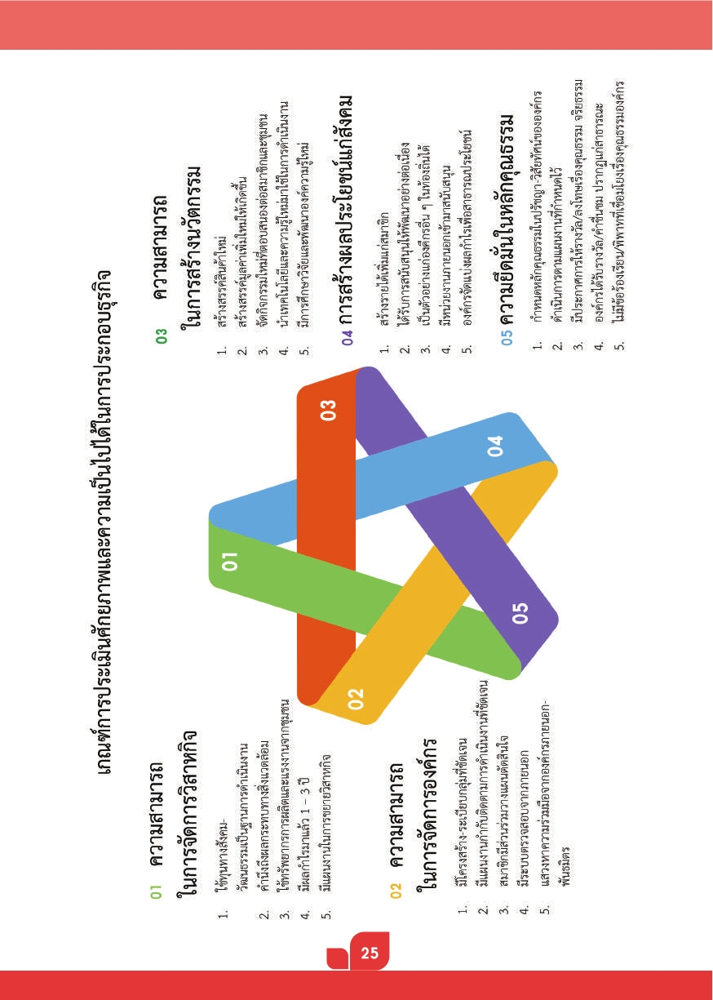 เกณฑ์การประเมินศักยภาพและความเป็นไปได้ในการประกอบธุรกิจ
01 ความสามารถ
ในการจัดการวิสาหกิจ
1. ใช้ทุนทางสังคม-
วัฒนธรรมเป็นฐานการดำเนินงาน
2. คำนึงถึงผลกระทบทางสิ่งแวดล้อม
3. ใช้ทรัพยากรการผลิตและแรงงานจากชุมชน
4. มีผลกำไรมาแล้ว 1 – 3 ปี
5. มีแผนงานในการขยายวิสาหกิจ
02 ความสามารถ
ในการจัดการองค์กร
1. มีโครงสร้าง-ระเบียบกลุ่มที่ชัดเจน
2. มีแผนงานกำกับติดตามการดำเนินงานที่ชัดเจน
3. สมาชิกมีส่วนร่วมวางแผนตัดสินใจ
4. มีระบบตรวจสอบจากภายนอก
5. แสวงหาความร่วมมือจากองค์กรภายนอก-
พันธมิตร
01
02
03
04
05
03 ความสามารถ
ในการสร้างนวัตกรรม
1. สร้างสรรค์สินค้าใหม่
2. สร้างสรรค์มูลค่าเพิ่มใหม่ให้เกิดขึ้น
3. จัดกิจกรรมใหม่ที่ตอบสนองต่อสมาชิกและชุมชน
4. นำเทคโนโลยีและความรู้ใหม่มาใช้ในการดำเนินงาน
5. มีการศึกษาวิจัยและพัฒนาองค์ความรู้ใหม่
04 การสร้างผลประโยชน์แก่สังคม
1. สร้างรายได้เพิ่มแก่สมาชิก
2. ได้รับการสนับสนุนให้พัฒนาอย่างต่อเนื่อง
3. เป็นตัวอย่างแก่องค์กรอื่น ๆ ในท้องถิ่นได้
4. มีหน่วยงานภายนอกเข้ามาสนับสนุน
5. องค์กรจัดแบ่งผลกำไรเพื่อสาธารณประโยชน์
05 ความยึดมั่นในหลักคุณธรรม
1. กำหนดหลักคุณธรรมในปรัชญา-วิสัยทัศน์ขององค์กร
2. ดำเนินการตามแผนงานที่กำหนดไว้
3. มีประกาศการให้รางวัล/ลงโทษเรื่องคุณธรรม จริยธรรม
4. องค์กรได้รับรางวัล/คำชื่นชม ปรากฏแก่สาธารณะ
5. ไม่มีข้อร้องเรียน/พิพาทที่เชื่อมโยงเรื่องคุณธรรมองค์กร
25